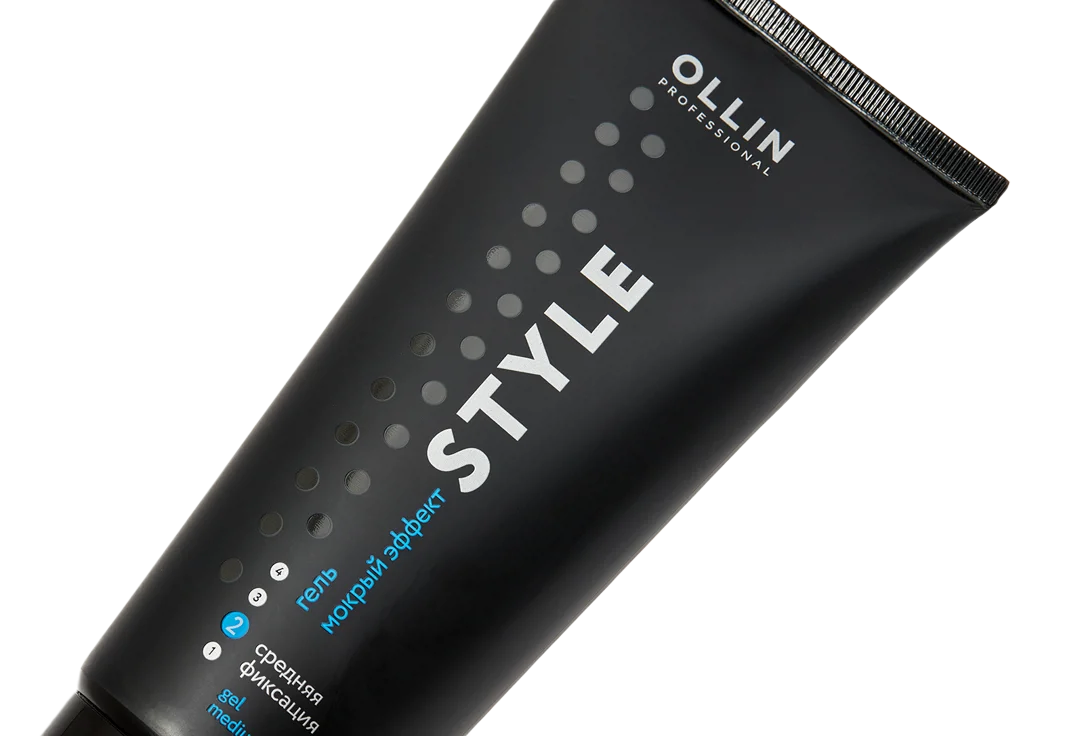 OLLIN
PROFESSIONAL
STYLE
гель
мокрый эффект
4
3
2
1
средняя
фиксация
gel